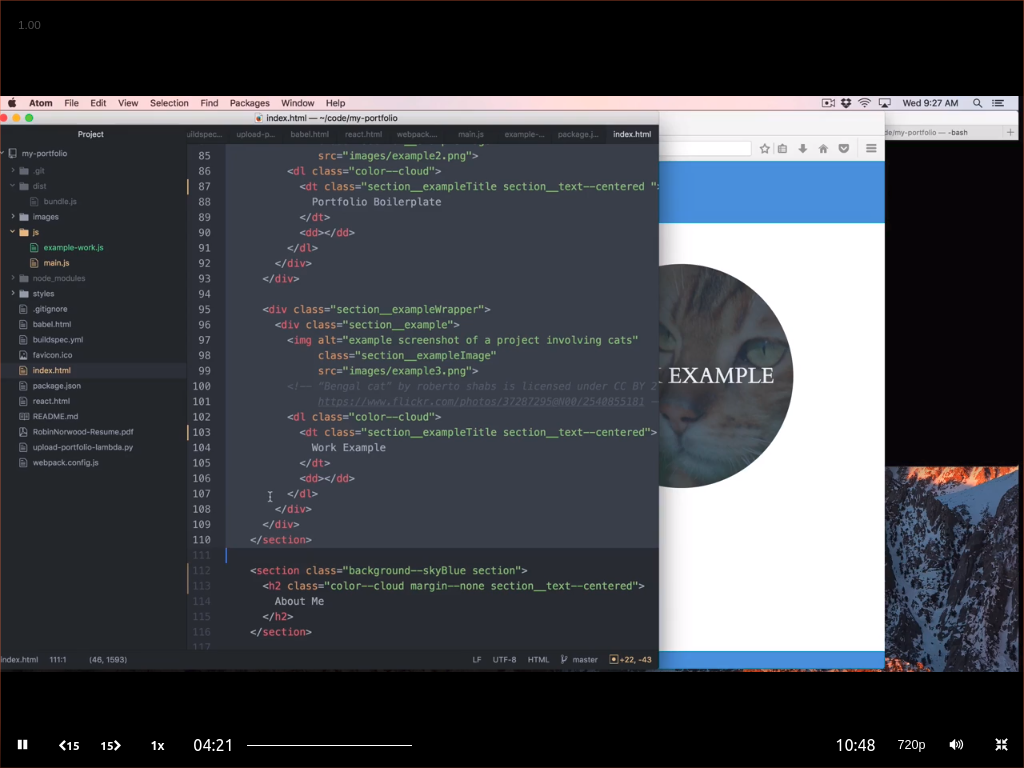 1.00
Atom File Edit View Selection Find Packages Window Help
Wed 9:27 AM
index.html — ~/code/my-portfolio
Project
uildspec... upload-p... babel.html react.html webpack.... main.js example-... package.j... index.html
de/my-portfolio — -bash
my-portfolio
.git
dist
bundle.js
images
js
example-work.js
main.js
node_modules
styles
.gitignore
babel.html
buildspec.yml
favicon.ico
index.html
package.json
react.html
README.md
RobinNorwood-Resume.pdf
upload-portfolio-lambda.py
webpack.config.js
85 src="images/example2.png">
86 <dl class="color--cloud">
87 <dt class="section__exampleTitle section__text--centered ">
88 Portfolio Boilerplate
89 </dt>
90 <dd></dd>
91 </dl>
92 </div>
93 </div>
94
95 <div class="section__exampleWrapper">
96 <div class="section__example">
97 <img alt="example screenshot of a project involving cats"
98 class="section__exampleImage"
99 src="images/example3.png">
100 <!-- "Bengal cat" by roberto shabs is licensed under CC BY 2
101 https://www.flickr.com/photos/37287295@N00/2540855181
102 <dl class="color--cloud">
103 <dt class="section__exampleTitle section__text--centered">
104 Work Example
105 </dt>
106 <dd></dd>
107 </dl>
108 </div>
109 </div>
110 </section>
111
112 <section class="background--skyBlue section">
113 <h2 class="color--cloud margin--none section__text--centered">
114 About Me
115 </h2>
116 </section>
117
EXAMPLE
index.html 111:1 (46, 1593)
LF UTF-8 HTML master +22, -43
15 15 1x 04:21
10:48 720p